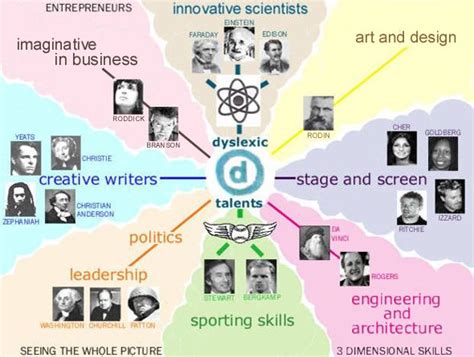 ENTREPRENEURS
innovative scientists
EINSTEIN
FARADAY
EDISON
imaginative
in business
art and design
RODDICK
BRANSON
RODIN
dyslexic
d
talents
YEATS
CHRISTIE
creative writers
ZEPHANIAH
CHRISTIAN
ANDERSON
CHER
GOLDBERG
stage and screen
RITCHIE
IZZARD
politics
leadership
WASHINGTON
CHURCHILL
PATTON
STEWART
BERGKAMP
sporting skills
DA
VINCI
ROGERS
engineering
and
architecture
SEEING THE WHOLE PICTURE
3 DIMENSIONAL SKILLS